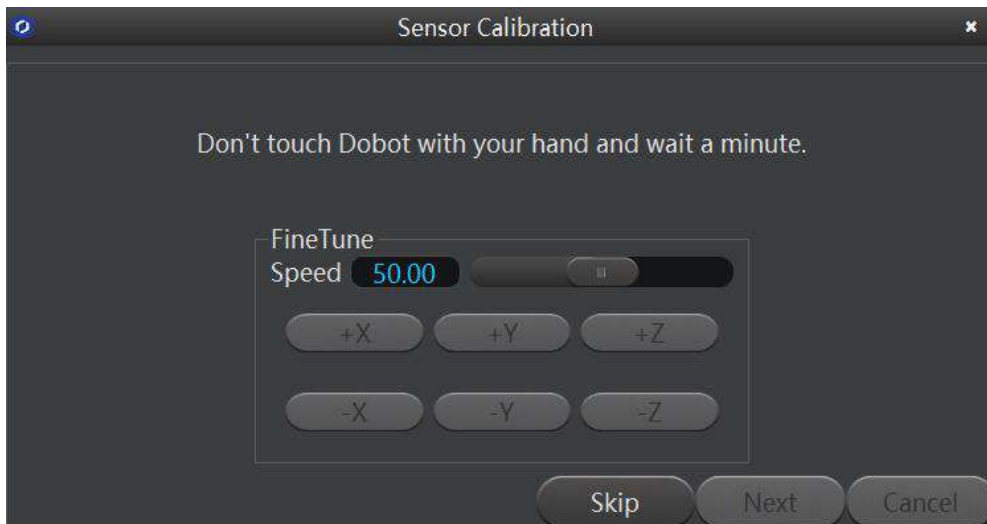 Sensor Calibration
Don't touch Dobot with your hand and wait a minute.
FineTune
Speed 50.00
+X +Y +Z
-X -Y -Z
Skip Next Cancel